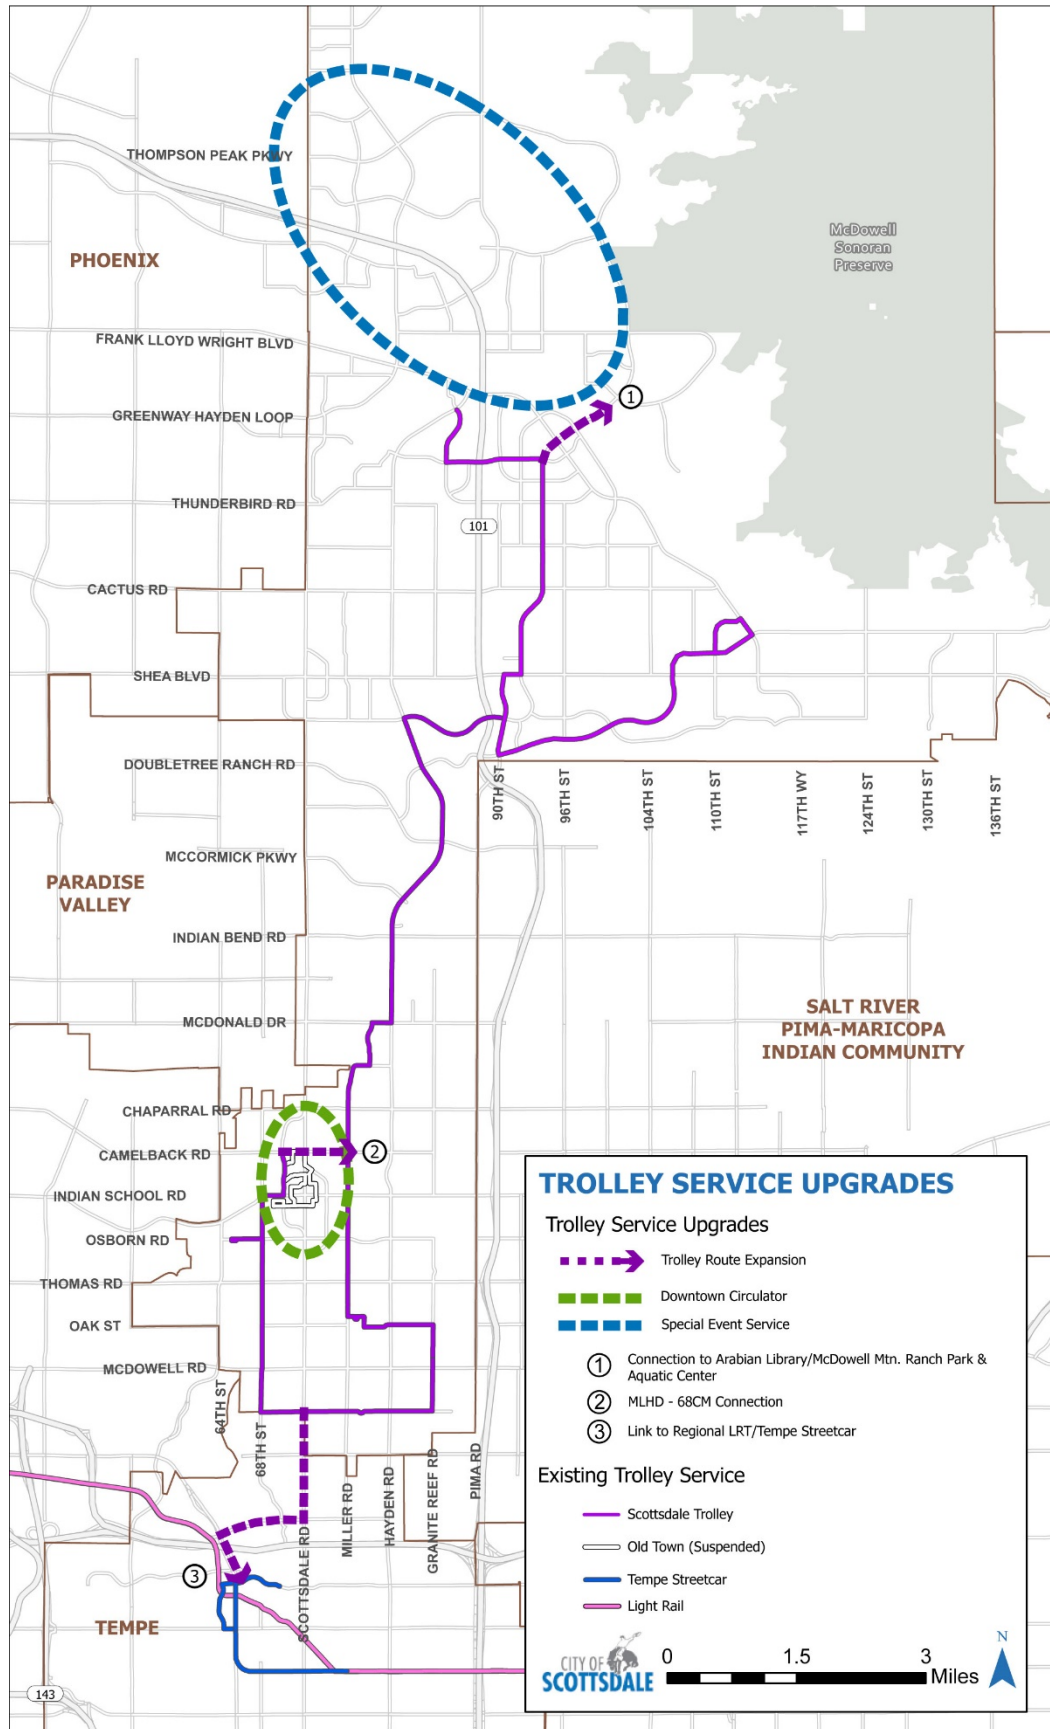 THOMPSON PEAK PKWY
McDowell
Sonoran
Preserve
PHOENIX
FRANK LLOYD WRIGHT BLVD
1
GREENWAY HAYDEN LOOP
THUNDERBIRD RD
101
CACTUS RD
SHEA BLVD
DOUBLETREE RANCH RD
90TH ST
96TH ST
104TH ST
110TH ST
117TH WY
124TH ST
130TH ST
136TH ST
MCCORMICK PKWY
PARADISE
VALLEY
INDIAN BEND RD
SALT RIVER
PIMA-MARICOPA
INDIAN COMMUNITY
MCDONALD DR
CHAPARRAL RD
CAMELBACK RD
2
INDIAN SCHOOL RD
OSBORN RD
THOMAS RD
OAK ST
MCDOWELL RD
64TH ST
68TH ST
SCOTTSDALE RD
MILLER RD
HAYDEN RD
GRANITE REEF RD
PIMA RD
3
TEMPE
143
TROLLEY SERVICE UPGRADES
Trolley Service Upgrades
Trolley Route Expansion
Downtown Circulator
Special Event Service
1 Connection to Arabian Library/McDowell Mtn. Ranch Park &
Aquatic Center
2 MLHD - 68CM Connection
3 Link to Regional LRT/Tempe Streetcar
Existing Trolley Service
Scottsdale Trolley
Old Town (Suspended)
Tempe Streetcar
Light Rail
CITY OF
SCOTTSDALE
0 1.5 3
Miles
N